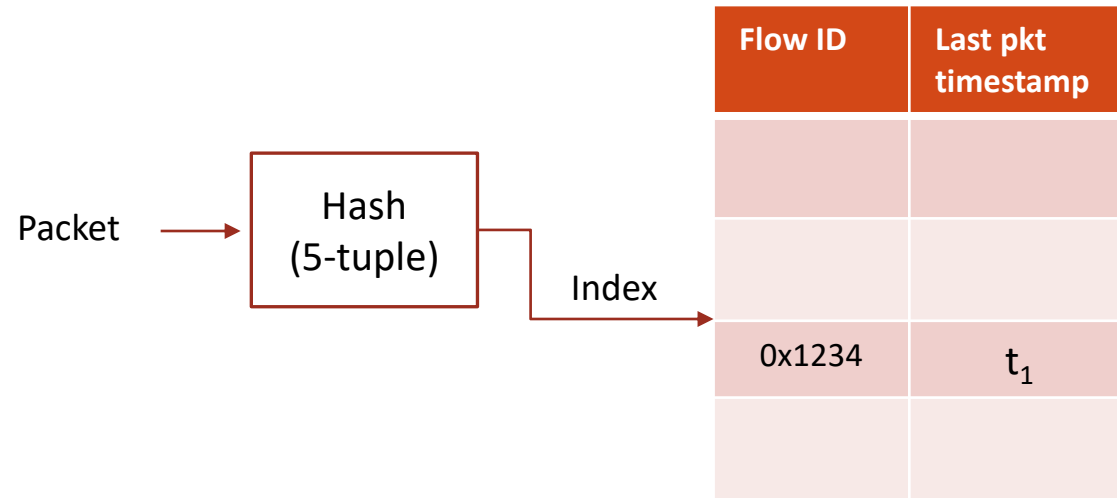 Flow ID
Last pkt
timestamp
Packet
Hash
(5-tuple)
Index
0x1234
t₁